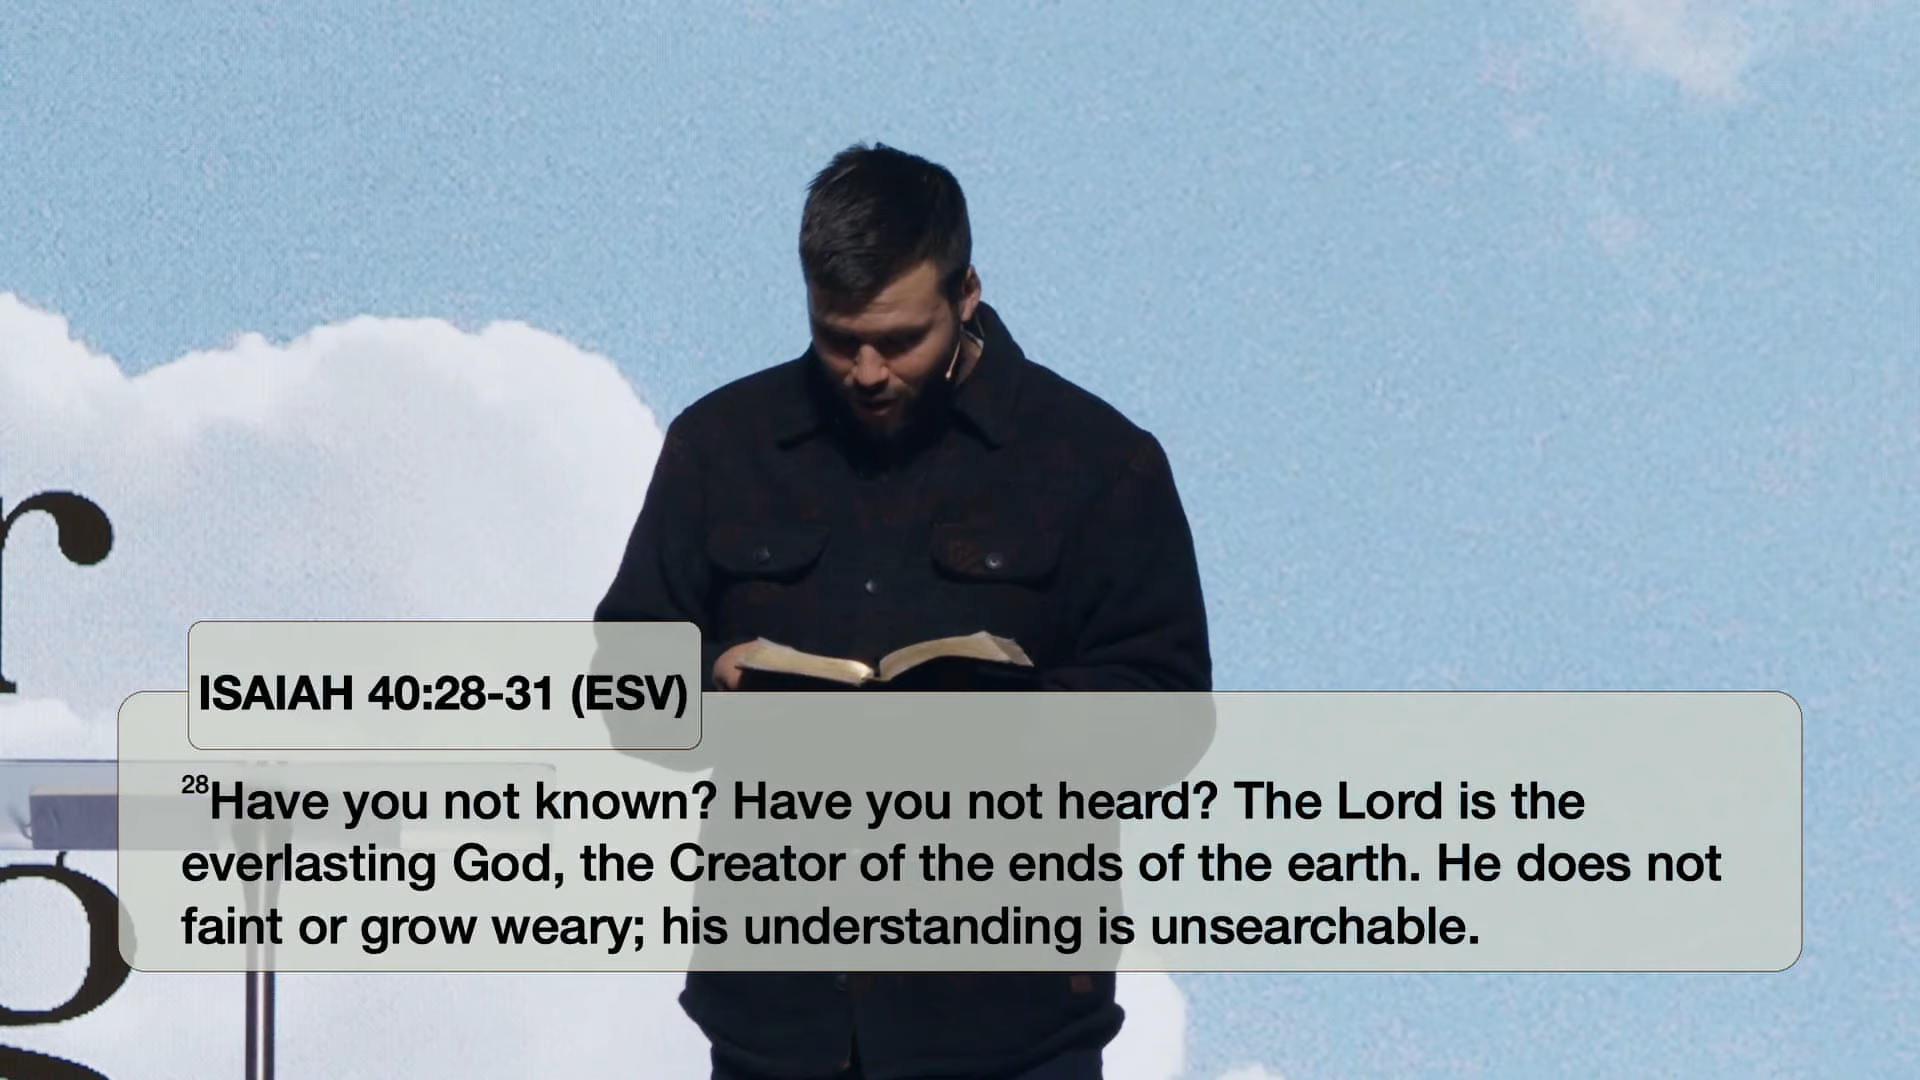 r
ISAIAH 40:28-31 (ESV)
28Have you not known? Have you not heard? The Lord is the
everlasting God, the Creator of the ends of the earth. He does not
faint or grow weary; his understanding is unsearchable.
g